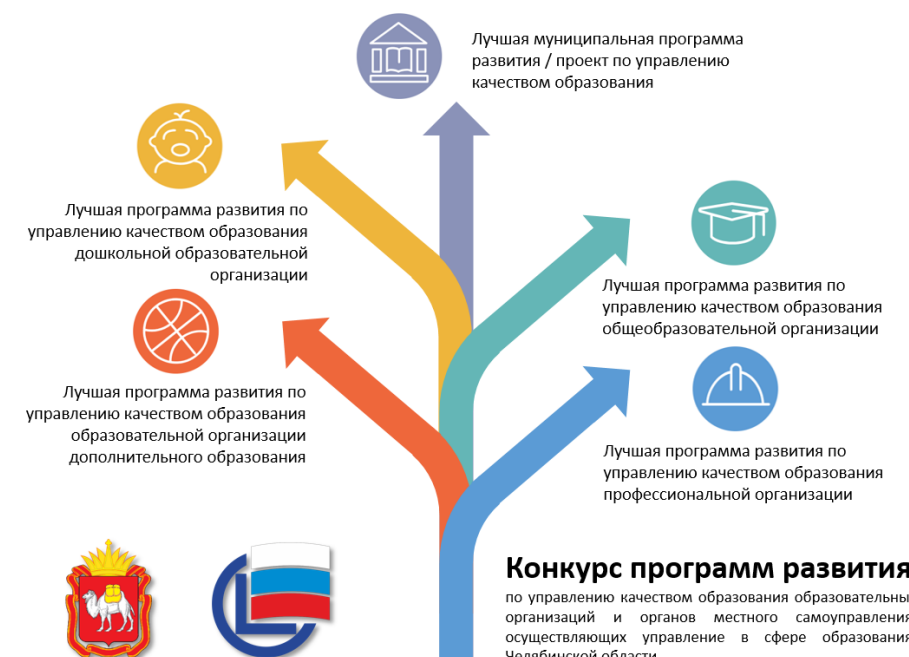 Лучшая муниципальная программа
развития / проект по управлению
качеством образования
Лучшая программа развития по
управлению качеством образования
дошкольной образовательной
организации
Лучшая программа развития по
управлению качеством образования
общеобразовательной организации
Лучшая программа развития по
управлению качеством образования
образовательной организации
дополнительного образования
Лучшая программа развития по
управлению качеством образования
профессиональной организации
Конкурс программ развития
по управлению качеством образования образовательны
организаций и органов местного самоуправления
осуществляющих управление в сфере образования
Челябинской области